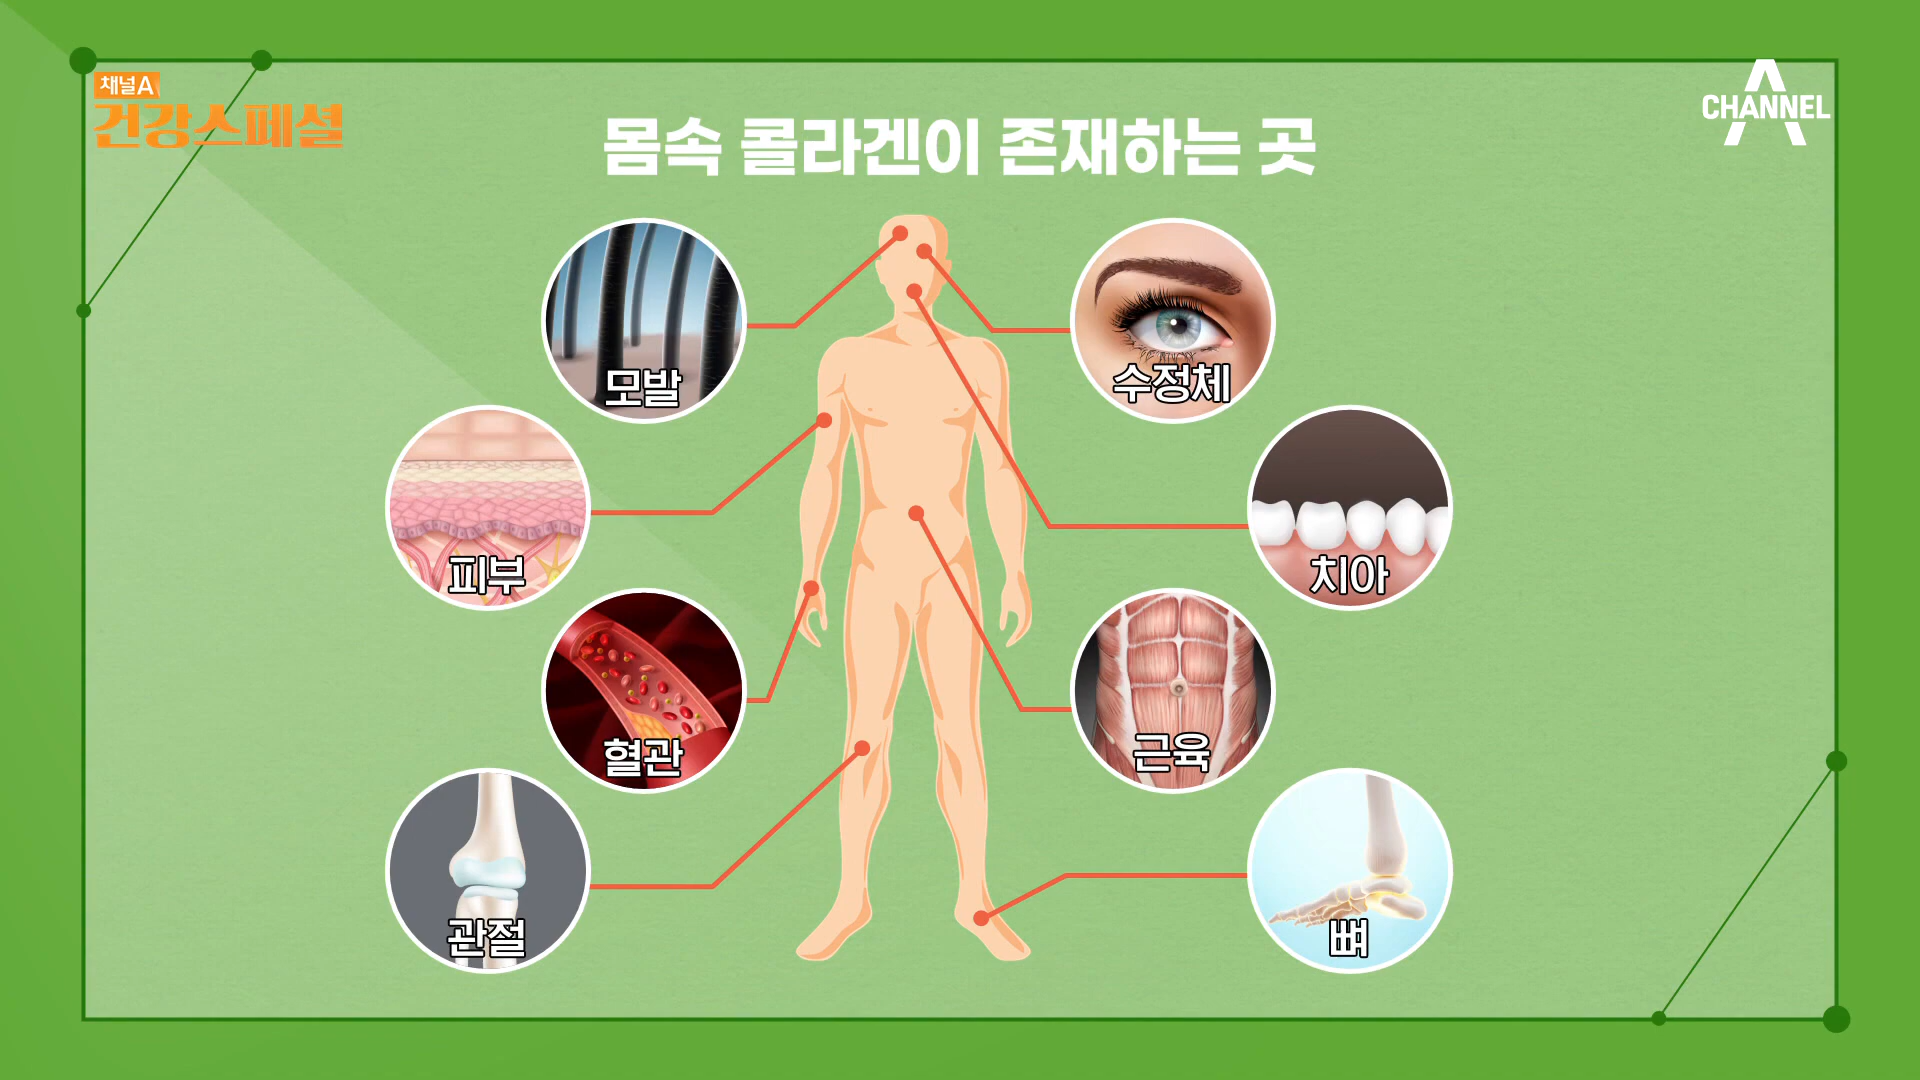 채널A
건강스페셜
CHANNEL A
몸속 콜라겐이 존재하는 곳
모발
수정체
피부
치아
혈관
근육
관절
뼈